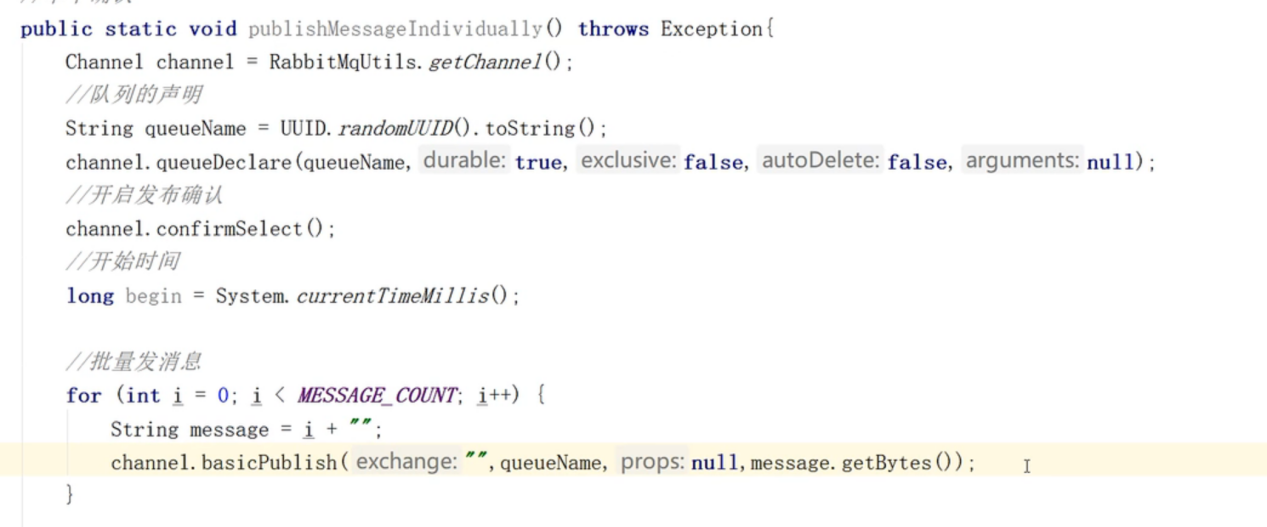 public static void publishMessageIndividually() throws Exception{
Channel channel = RabbitMqUtils.getChannel();
//队列的声明
String queueName = UUID.randomUUID().toString();
channel.queueDeclare(queueName, durable: true, exclusive: false, autoDelete: false, arguments: null);
//开启发布确认
channel.confirmSelect();
//开始时间
long begin = System.currentTimeMillis();
//批量发消息
for (int i = 0; i < MESSAGE_COUNT; i++) {
String message = i + "";
channel.basicPublish( exchange: "",queueName, props: null,message.getBytes());
}